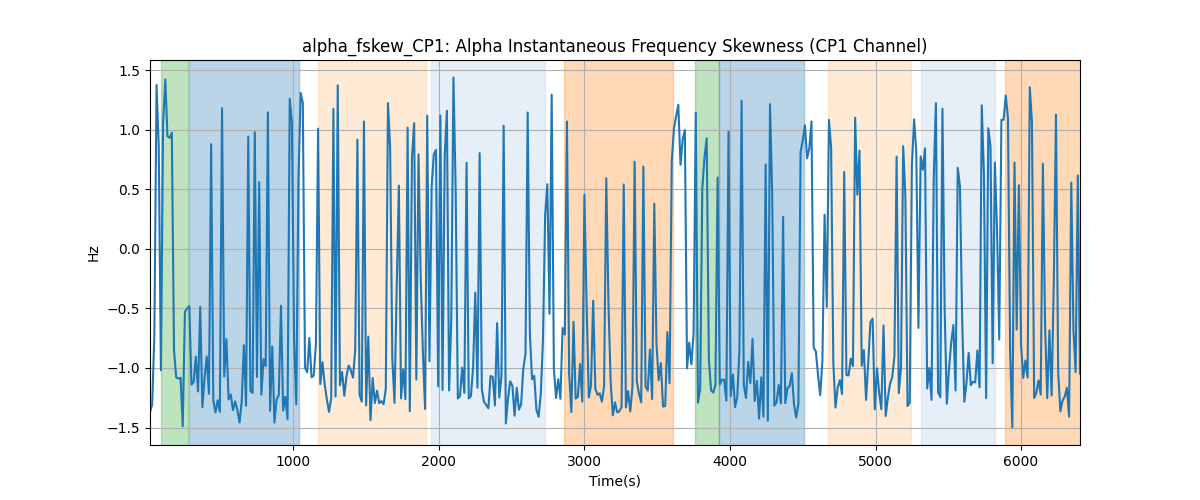 alpha_fskew_CP1: Alpha Instantaneous Frequency Skewness (CP1 Channel)
1.5
1.0
0.5
0.0
−0.5
−1.0
−1.5
Hz
1000 2000 3000 4000 5000 6000
Time(s)